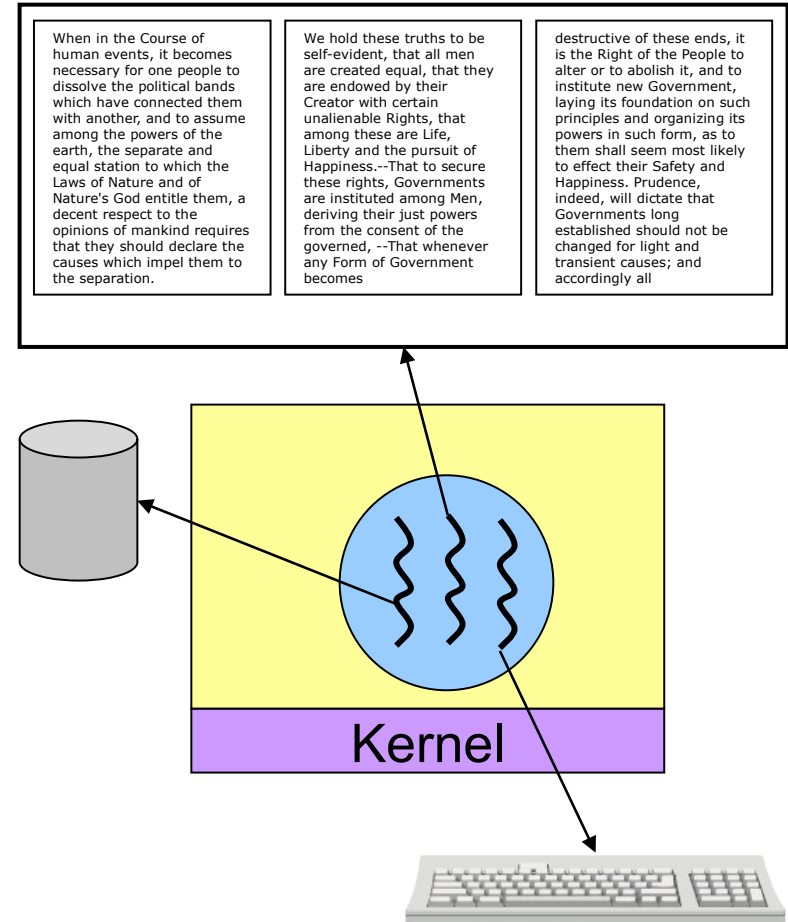 When in the Course of
human events, it becomes
necessary for one people to
dissolve the political bands
which have connected them
with another, and to assume
among the powers of the
earth, the separate and
equal station to which the
Laws of Nature and of
Nature's God entitle them, a
decent respect to the
opinions of mankind requires
that they should declare the
causes which impel them to
the separation.
We hold these truths to be
self-evident, that all men
are created equal, that they
are endowed by their
Creator with certain
unalienable Rights, that
among these are Life,
Liberty and the pursuit of
Happiness.--That to secure
these rights, Governments
are instituted among Men,
deriving their just powers
from the consent of the
governed, --That whenever
any Form of Government
becomes
destructive of these ends, it
is the Right of the People to
alter or to abolish it, and to
institute new Government,
laying its foundation on such
principles and organizing its
powers in such form, as to
them shall seem most likely
to effect their Safety and
Happiness. Prudence,
indeed, will dictate that
Governments long
established should not be
changed for light and
transient causes; and
accordingly all
Kernel